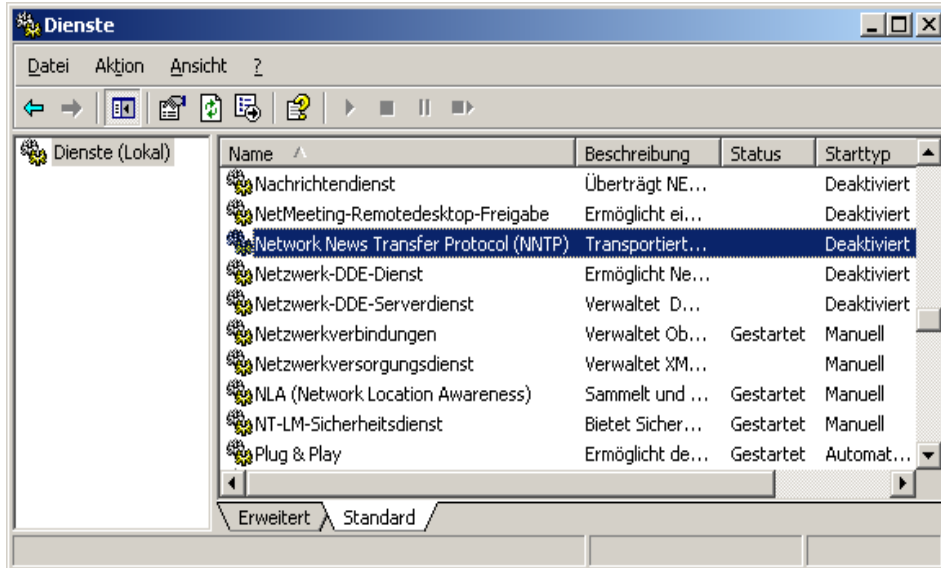 Dienste
Datei Aktion Ansicht ?
Dienste (Lokal)
Name Beschreibung Status Starttyp
Nachrichtendienst Überträgt NE... Deaktiviert
NetMeeting-Remotedesktop-Freigabe Ermöglicht ei... Deaktiviert
Network News Transfer Protocol (NNTP) Transportiert... Deaktiviert
Netzwerk-DDE-Dienst Ermöglicht Ne... Deaktiviert
Netzwerk-DDE-Serverdienst Verwaltet D... Deaktiviert
Netzwerkverbindungen Verwaltet Ob... Gestartet Manuell
Netzwerkversorgungsdienst Verwaltet XM... Manuell
NLA (Network Location Awareness) Sammelt und ... Gestartet Manuell
NT-LM-Sicherheitsdienst Bietet Sicher... Gestartet Manuell
Plug & Play Ermöglicht de... Gestartet Automat...
Erweitert Standard